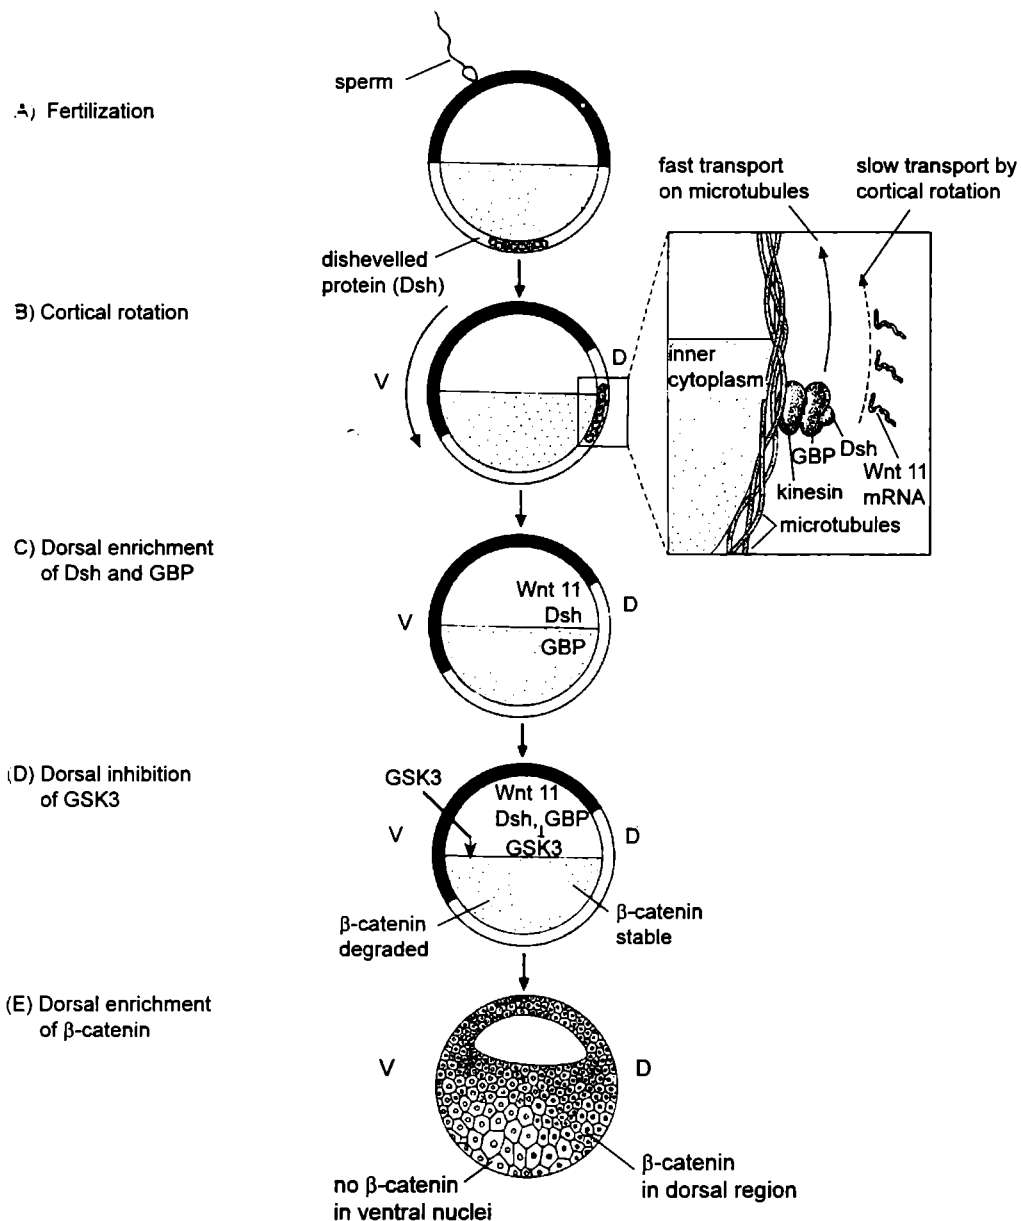 sperm
A) Fertilization
dishevelled
protein (Dsh)
fast transport
on microtubules
slow transport by
cortical rotation
B) Cortical rotation
V
D
inner
cytoplasm
GBP
Dsh
Wnt 11
mRNA
kinesin
microtubules
C) Dorsal enrichment
of Dsh and GBP
V
D
Wnt 11
Dsh
GBP
(D) Dorsal inhibition
of GSK3
GSK3
V
D
Wnt 11
Dsh, GBP
GSK3
β-catenin
degraded
β-catenin
stable
(E) Dorsal enrichment
of β-catenin
V
D
no β-catenin
in ventral nuclei
β-catenin
in dorsal region